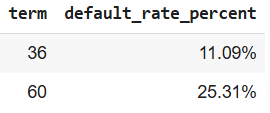 term default_rate_percent
36 11.09%
60 25.31%